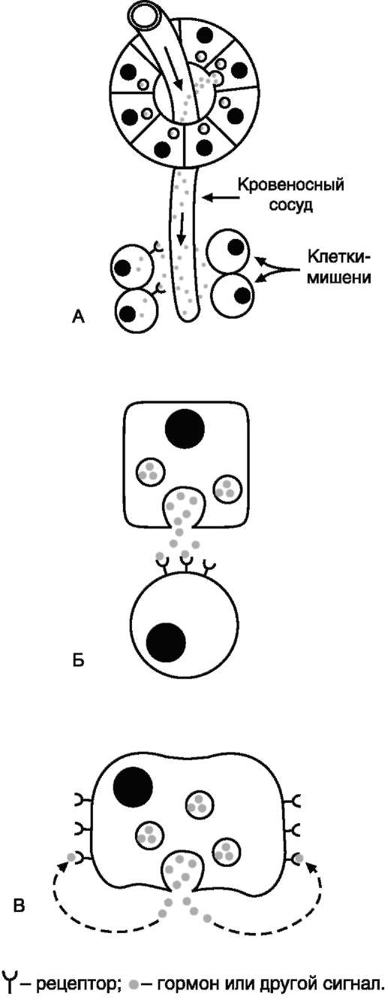 Кровеносный
сосуд
Клетки-
мишени
А
Б
В
– рецептор; – гормон или другой сигнал.